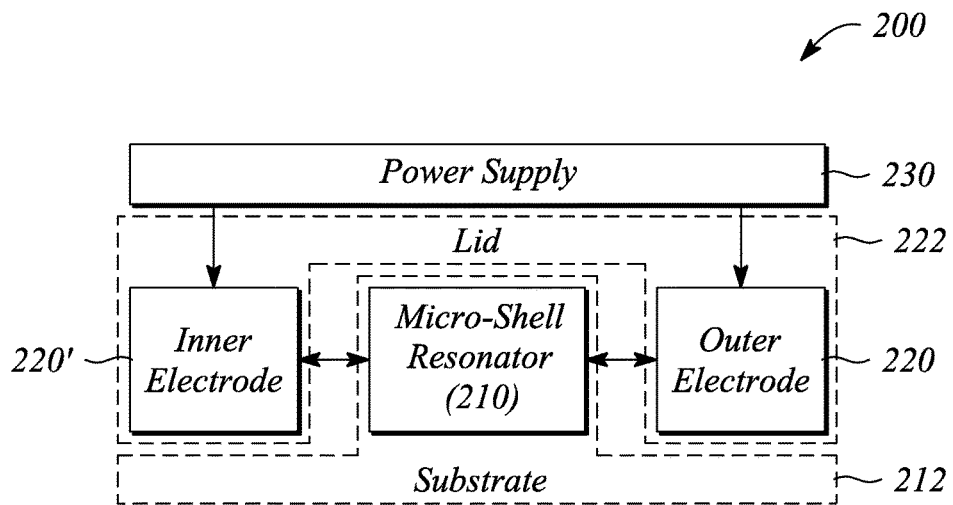 200
Power Supply
230
Lid
222
Inner
Electrode
220'
Micro-Shell
Resonator
(210)
Outer
Electrode
220
Substrate
212